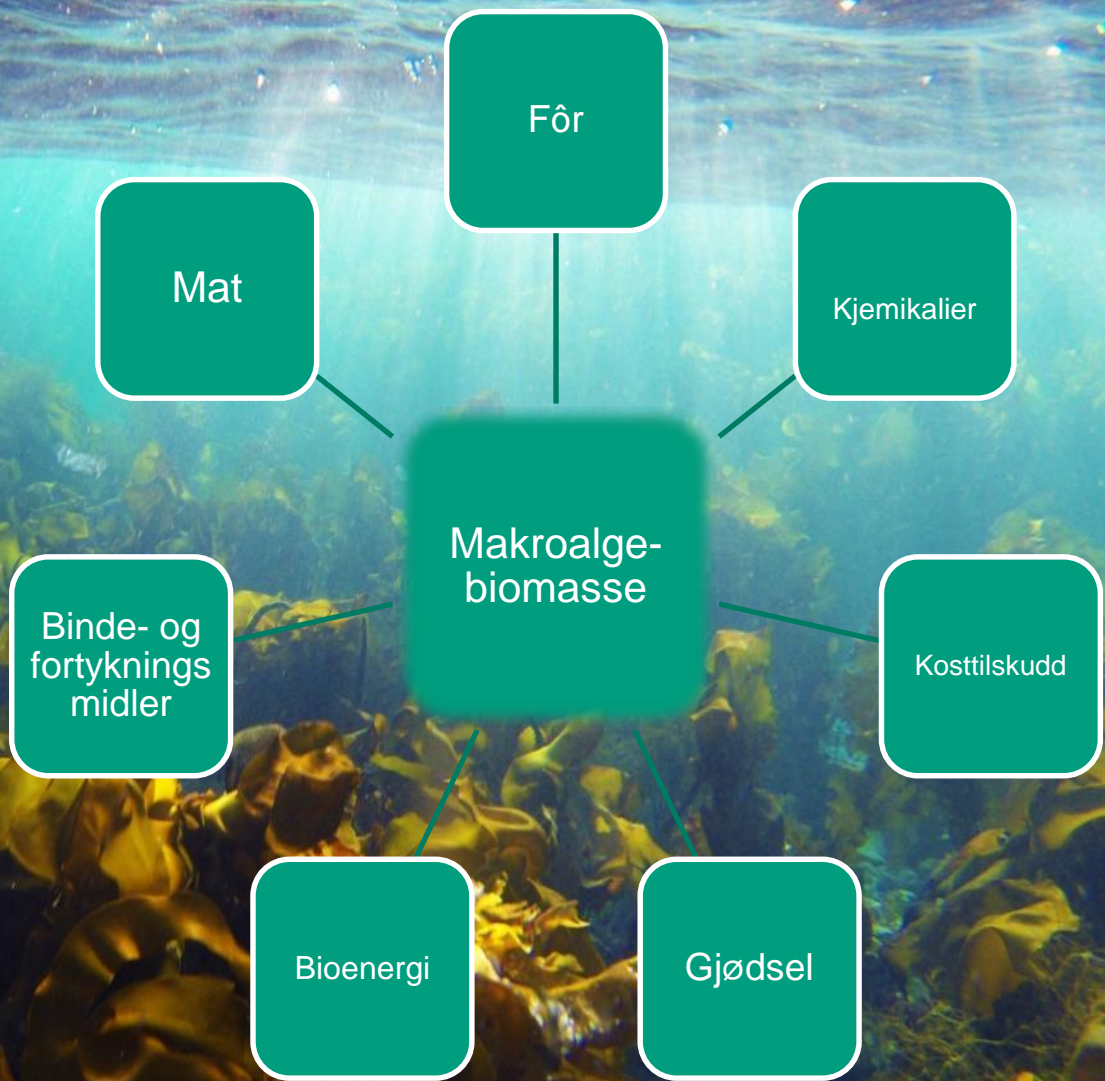 Fôr
Mat
Kjemikalier
Makroalge-
biomasse
Binde- og
fortyknings
midler
Kosttilskudd
Bioenergi
Gjødsel